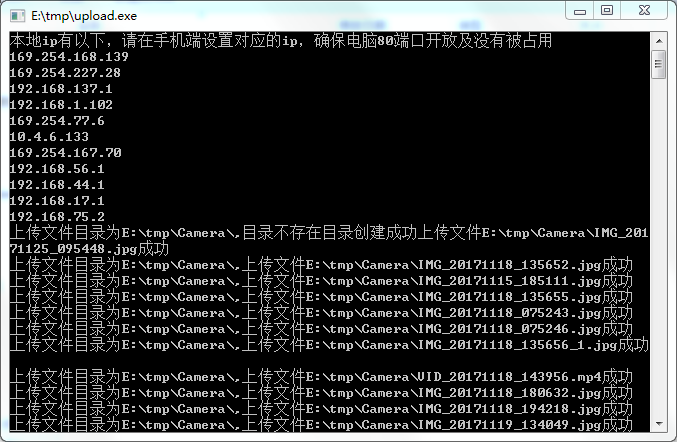 E:\tmp\upload.exe
本地ip有以下，请在手机端设置对应的ip，确保电脑80端口开放及没有被占用
169.254.168.139
169.254.227.28
192.168.137.1
192.168.1.102
169.254.77.6
10.4.6.133
169.254.167.70
192.168.56.1
192.168.44.1
192.168.17.1
192.168.75.2
上传文件目录为E:\tmp\Camera\,目录不存在目录创建成功上传文件E:\tmp\Camera\IMG_201
71125_095448.jpg成功
上传文件目录为E:\tmp\Camera\,上传文件E:\tmp\Camera\IMG_20171118_135652.jpg成功
上传文件目录为E:\tmp\Camera\,上传文件E:\tmp\Camera\IMG_20171115_185111.jpg成功
上传文件目录为E:\tmp\Camera\,上传文件E:\tmp\Camera\IMG_20171118_135655.jpg成功
上传文件目录为E:\tmp\Camera\,上传文件E:\tmp\Camera\IMG_20171118_075243.jpg成功
上传文件目录为E:\tmp\Camera\,上传文件E:\tmp\Camera\IMG_20171118_075246.jpg成功
上传文件目录为E:\tmp\Camera\,上传文件E:\tmp\Camera\IMG_20171118_135656_1.jpg成功
上传文件目录为E:\tmp\Camera\,上传文件E:\tmp\Camera\VID_20171118_143956.mp4成功
上传文件目录为E:\tmp\Camera\,上传文件E:\tmp\Camera\IMG_20171118_180632.jpg成功
上传文件目录为E:\tmp\Camera\,上传文件E:\tmp\Camera\IMG_20171118_194218.jpg成功
上传文件目录为E:\tmp\Camera\,上传文件E:\tmp\Camera\IMG_20171119_134049.jpg成功